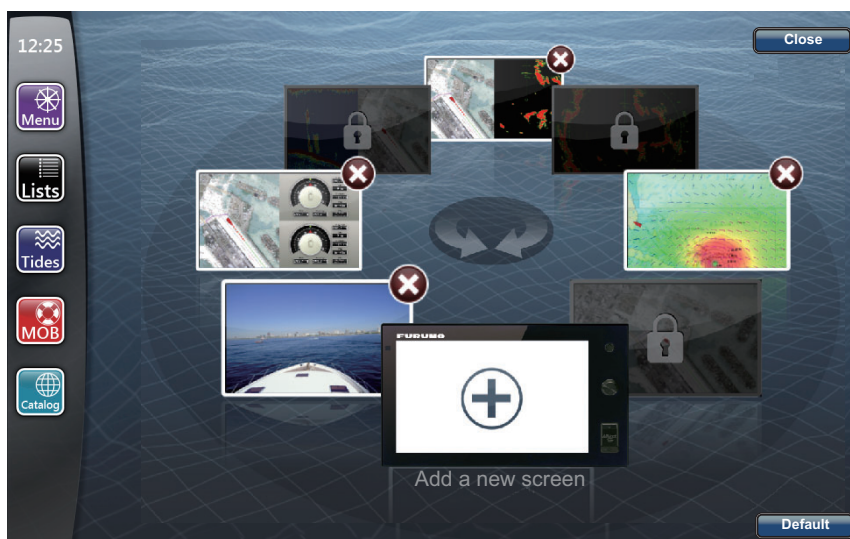 12:25
Close
Menu
Lists
Tides
FURUNO
MOB
Catalog
Add a new screen
Default